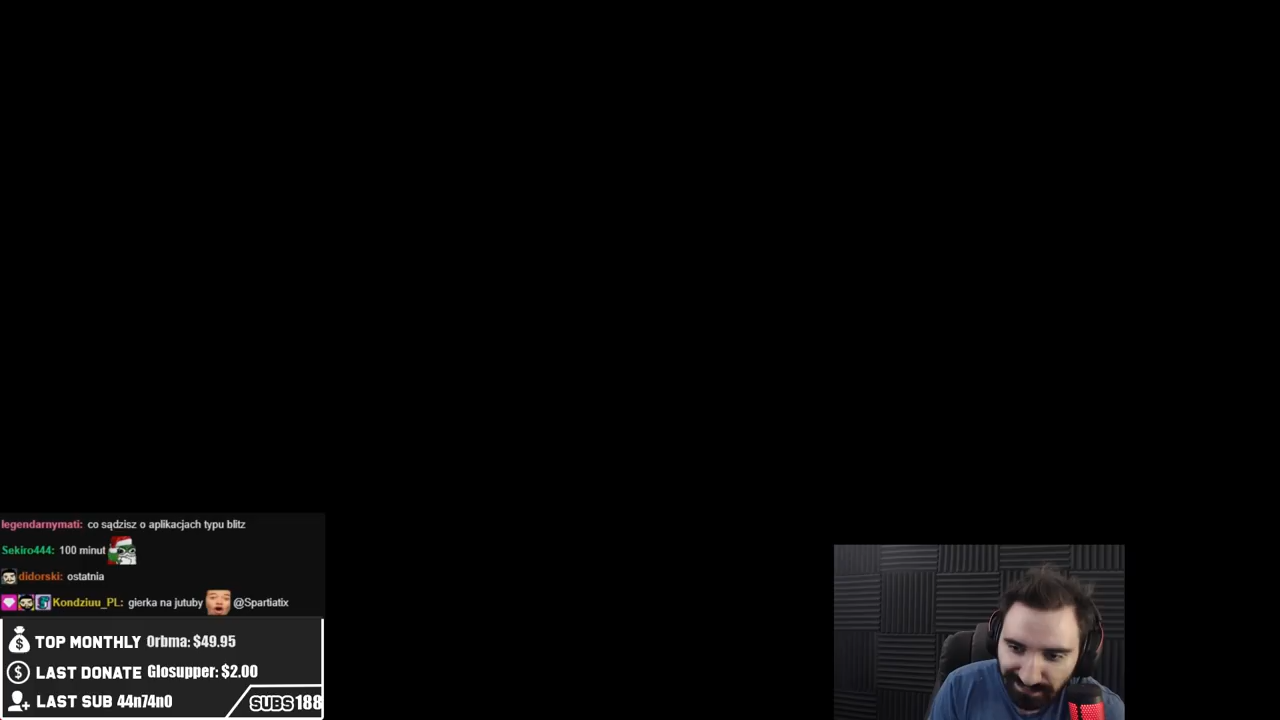 legendarnymati: co sądzisz o aplikacjach typu blitz
Sekiro444: 100 minut
didorski: ostatnia
Kondziuu_PL: gierka na jutuby @Spartiatix
TOP MONTHLY Orbma: $49.95
LAST DONATE Glosupper: $2.00
LAST SUB 44n74n0
SUBS 188